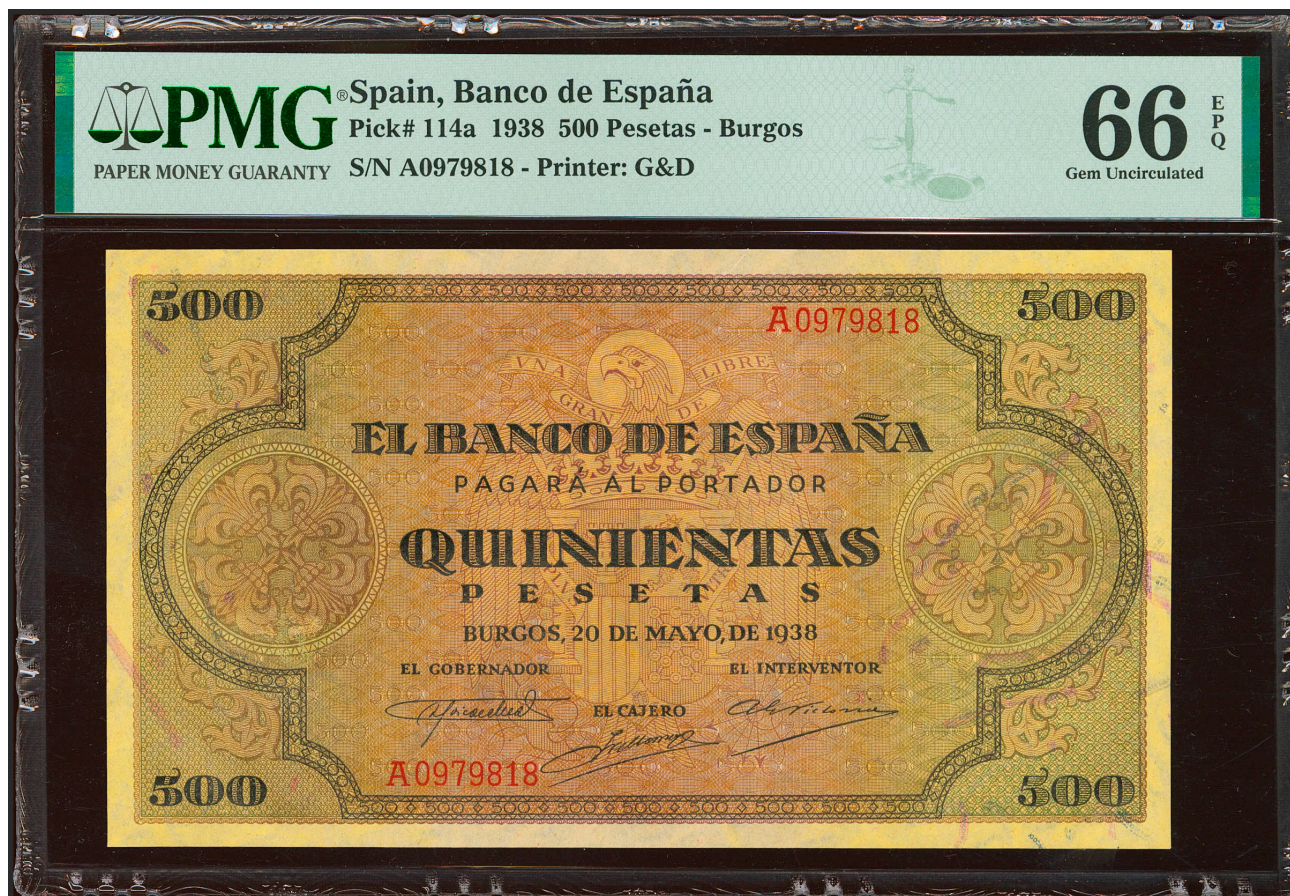 PMG®
PAPER MONEY GUARANTY
Spain, Banco de España
Pick# 114a 1938 500 Pesetas - Burgos
S/N A0979818 - Printer: G&D
66 EPQ
Gem Uncirculated
500 500
A0979818
VNA GRANDE LIBRE
EL BANCO DE ESPAÑA
PAGARÁ AL PORTADOR
QUINIENTAS
PESETAS
BURGOS, 20 DE MAYO, DE 1938
EL GOBERNADOR EL INTERVENTOR
EL CAJERO
A0979818
500 500